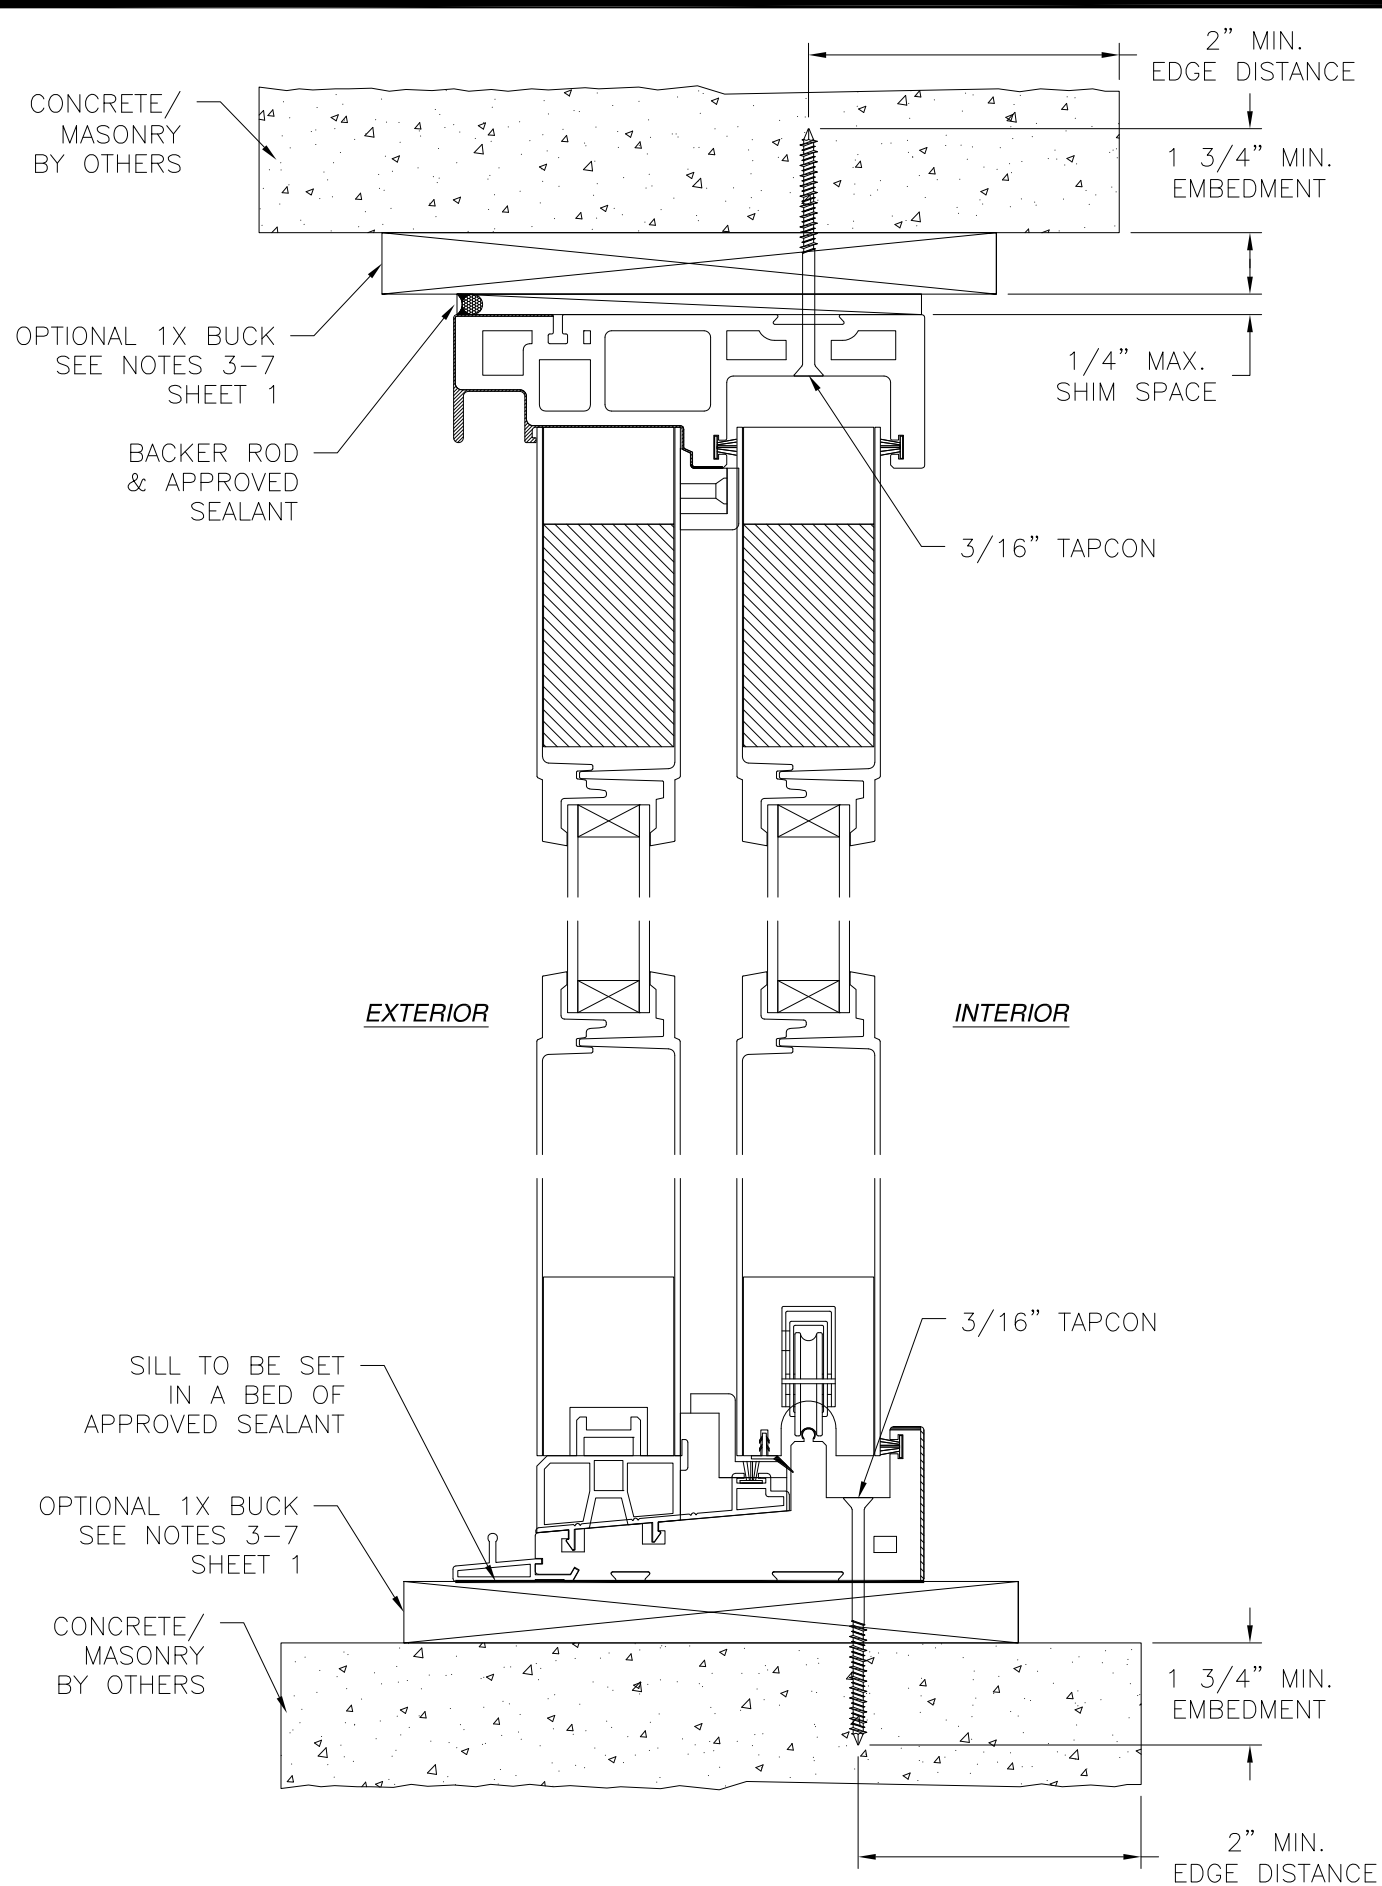 2” MIN.
EDGE DISTANCE
CONCRETE/
MASONRY
BY OTHERS
1 3/4” MIN.
EMBEDMENT
OPTIONAL 1X BUCK
SEE NOTES 3–7
SHEET 1
1/4” MAX.
SHIM SPACE
BACKER ROD
& APPROVED
SEALANT
3/16” TAPCON
EXTERIOR
INTERIOR
3/16” TAPCON
SILL TO BE SET
IN A BED OF
APPROVED SEALANT
OPTIONAL 1X BUCK
SEE NOTES 3–7
SHEET 1
CONCRETE/
MASONRY
BY OTHERS
1 3/4” MIN.
EMBEDMENT
2” MIN.
EDGE DISTANCE